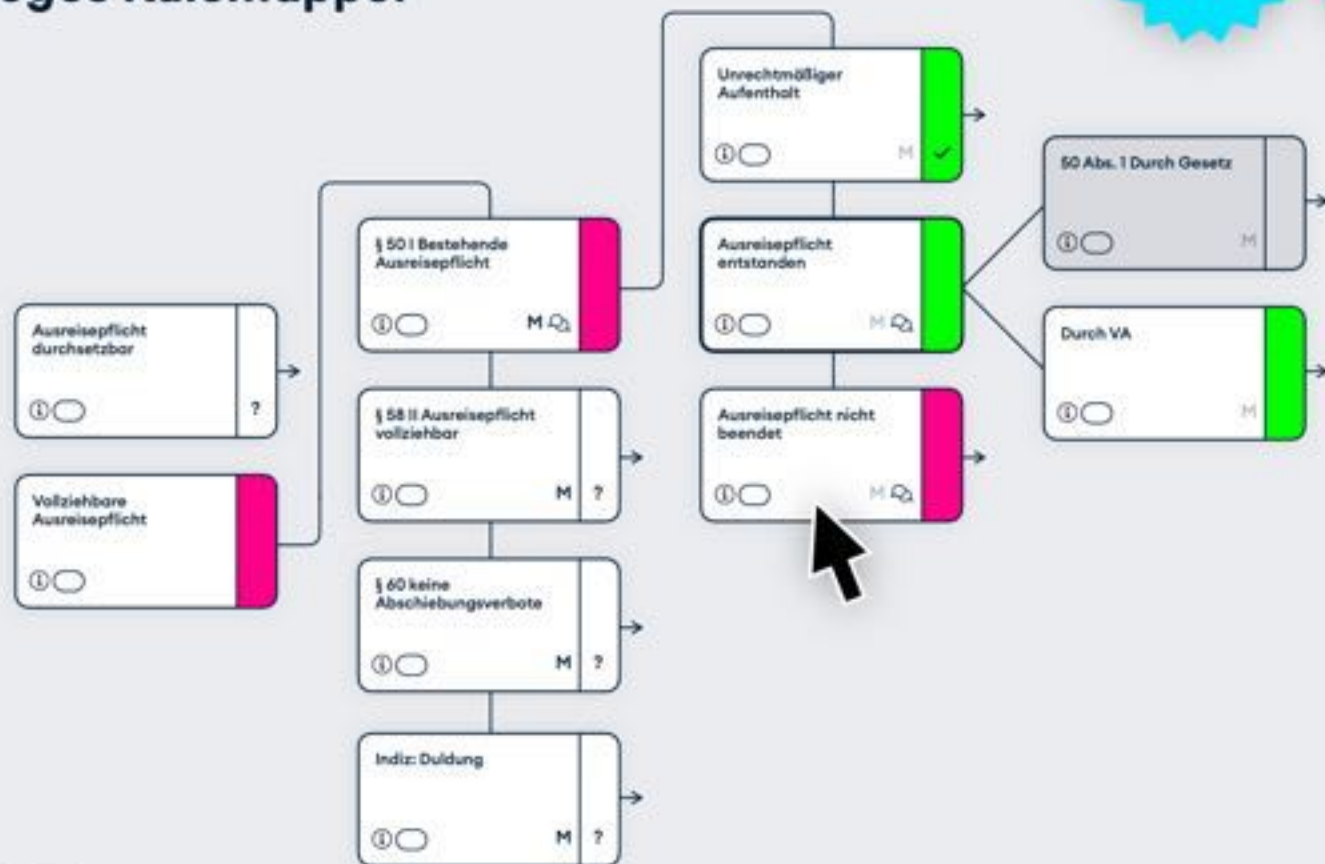 Unrechtmäßiger
Aufenthalt
M
50 Abs. 1 Durch Gesetz
M
§ 50 I Bestehende
Ausreisepflicht
M
Ausreisepflicht
entstanden
M
Ausreisepflicht
durchsetzbar
?
Durch VA
M
§ 58 II Ausreisepflicht
vollziehbar
M ?
Ausreisepflicht nicht
beendet
M
Vollziehbare
Ausreisepflicht
§ 60 keine
Abschiebungsverbote
M ?
Indiz: Duldung
M ?